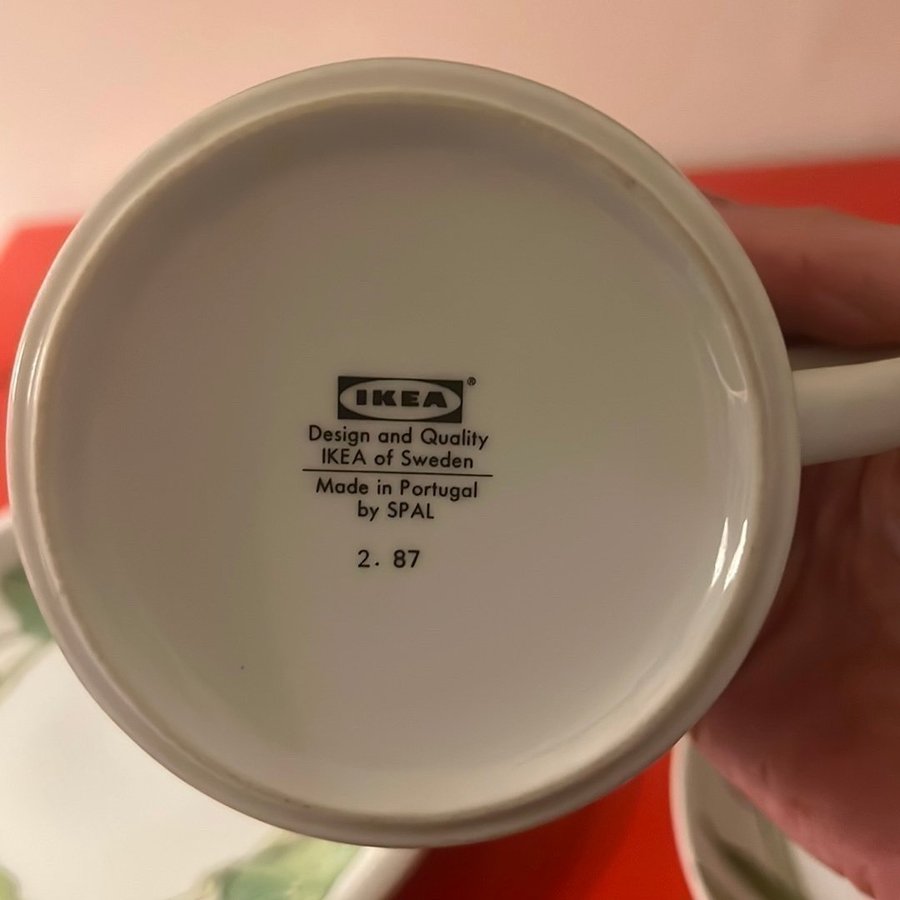 IKEA®
Design and Quality
IKEA of Sweden
Made in Portugal
by SPAL
2. 87